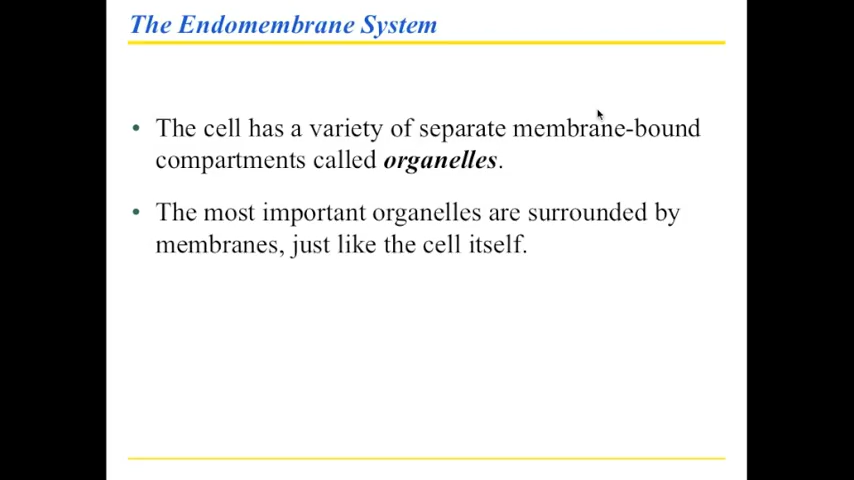 The Endomembrane System
• The cell has a variety of separate membrane-bound
compartments called organelles.
• The most important organelles are surrounded by
membranes, just like the cell itself.